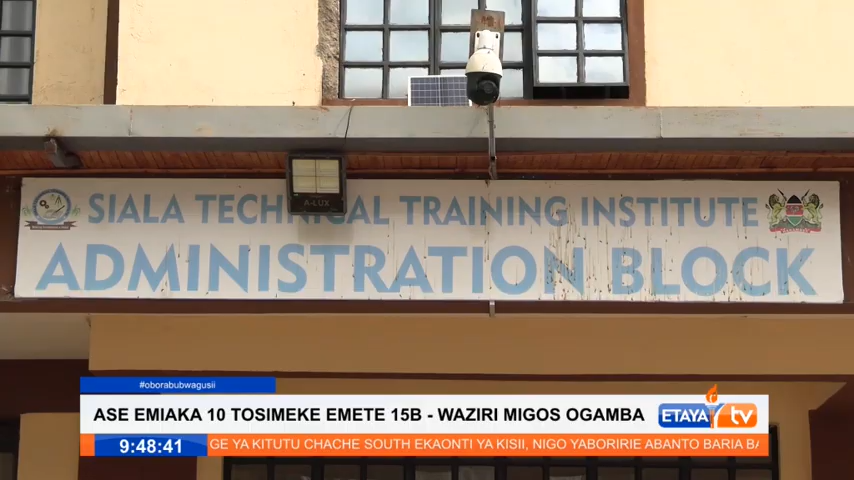 A-LUX
SIALA TECHNICAL TRAINING INSTITUTE
ADMINISTRATION BLOCK
#oborabubwagusii
ASE EMIAKA 10 TOSIMEKE EMETE 15B - WAZIRI MIGOS OGAMBA
ETAYA tv
9:48:41
GE YA KITUTU CHACHE SOUTH EKAONTI YA KISII, NIGO YABORIRIE ABANTO BARIA BA